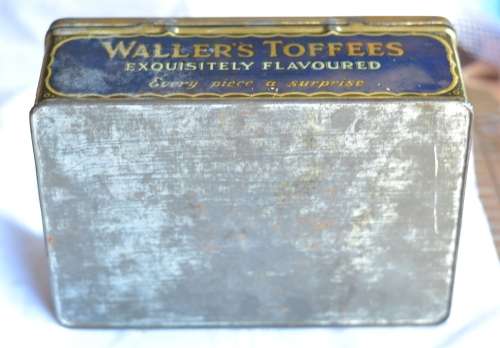 WALLER'S TOFFEES
EXQUISITELY FLAVOURED
Every piece a surprise